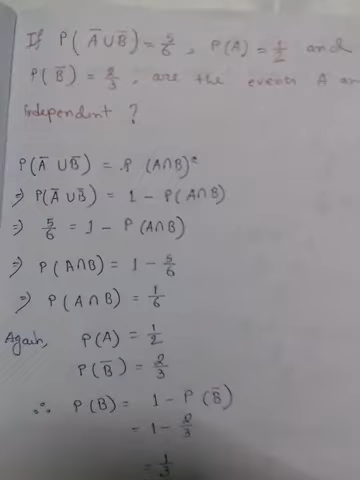 If P(A̅ ∪ B̅) = 5/6, P(A) = 1/2 and
P(B̅) = 2/3, are the events A an
independent ?
P(A̅ ∪ B̅) = P (A∩B)ᶜ
⇒ P(A̅ ∪ B̅) = 1 − P(A∩B)
⇒ 5/6 = 1 − P(A∩B)
⇒ P(A∩B) = 1 − 5/6
⇒ P(A∩B) = 1/6
Again, P(A) = 1/2
P(B̅) = 2/3
∴ P(B) = 1 − P(B̅)
= 1 − 2/3
= 1/3